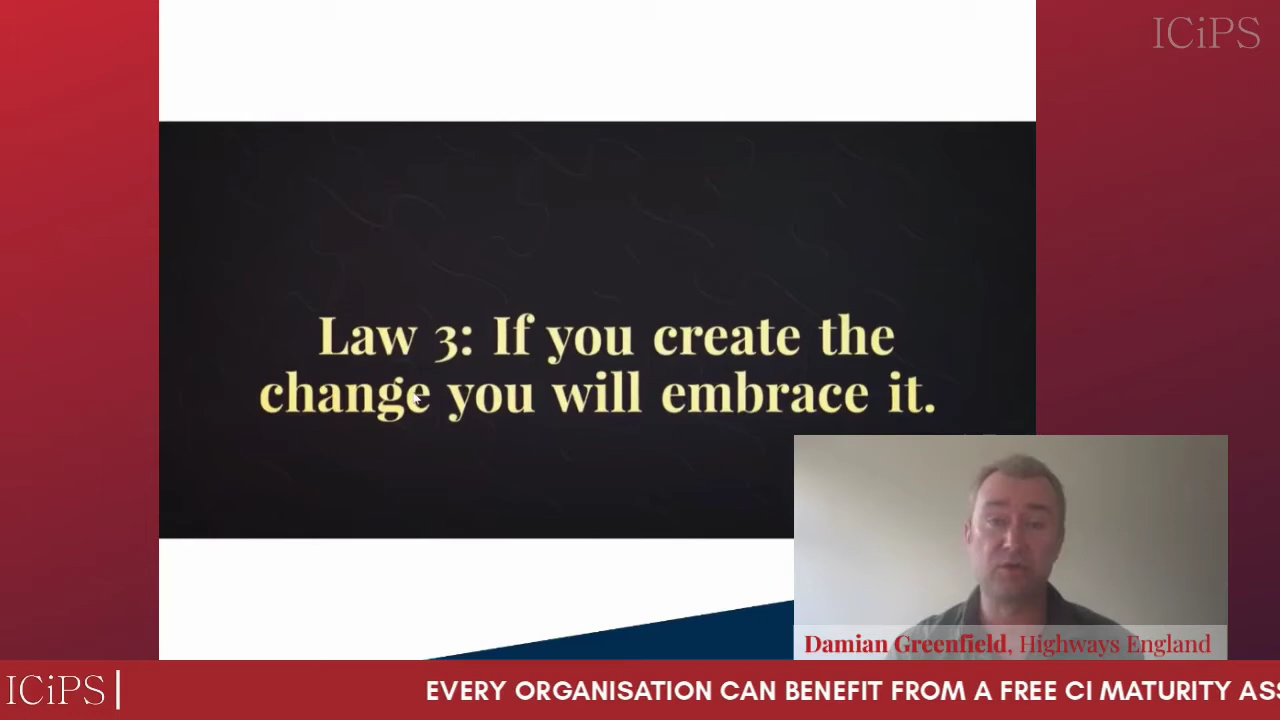 ICiPS
Law 3: If you create the
change you will embrace it.
Damian Greenfield, Highways England
ICiPS
EVERY ORGANISATION CAN BENEFIT FROM A FREE CI MATURITY ASS